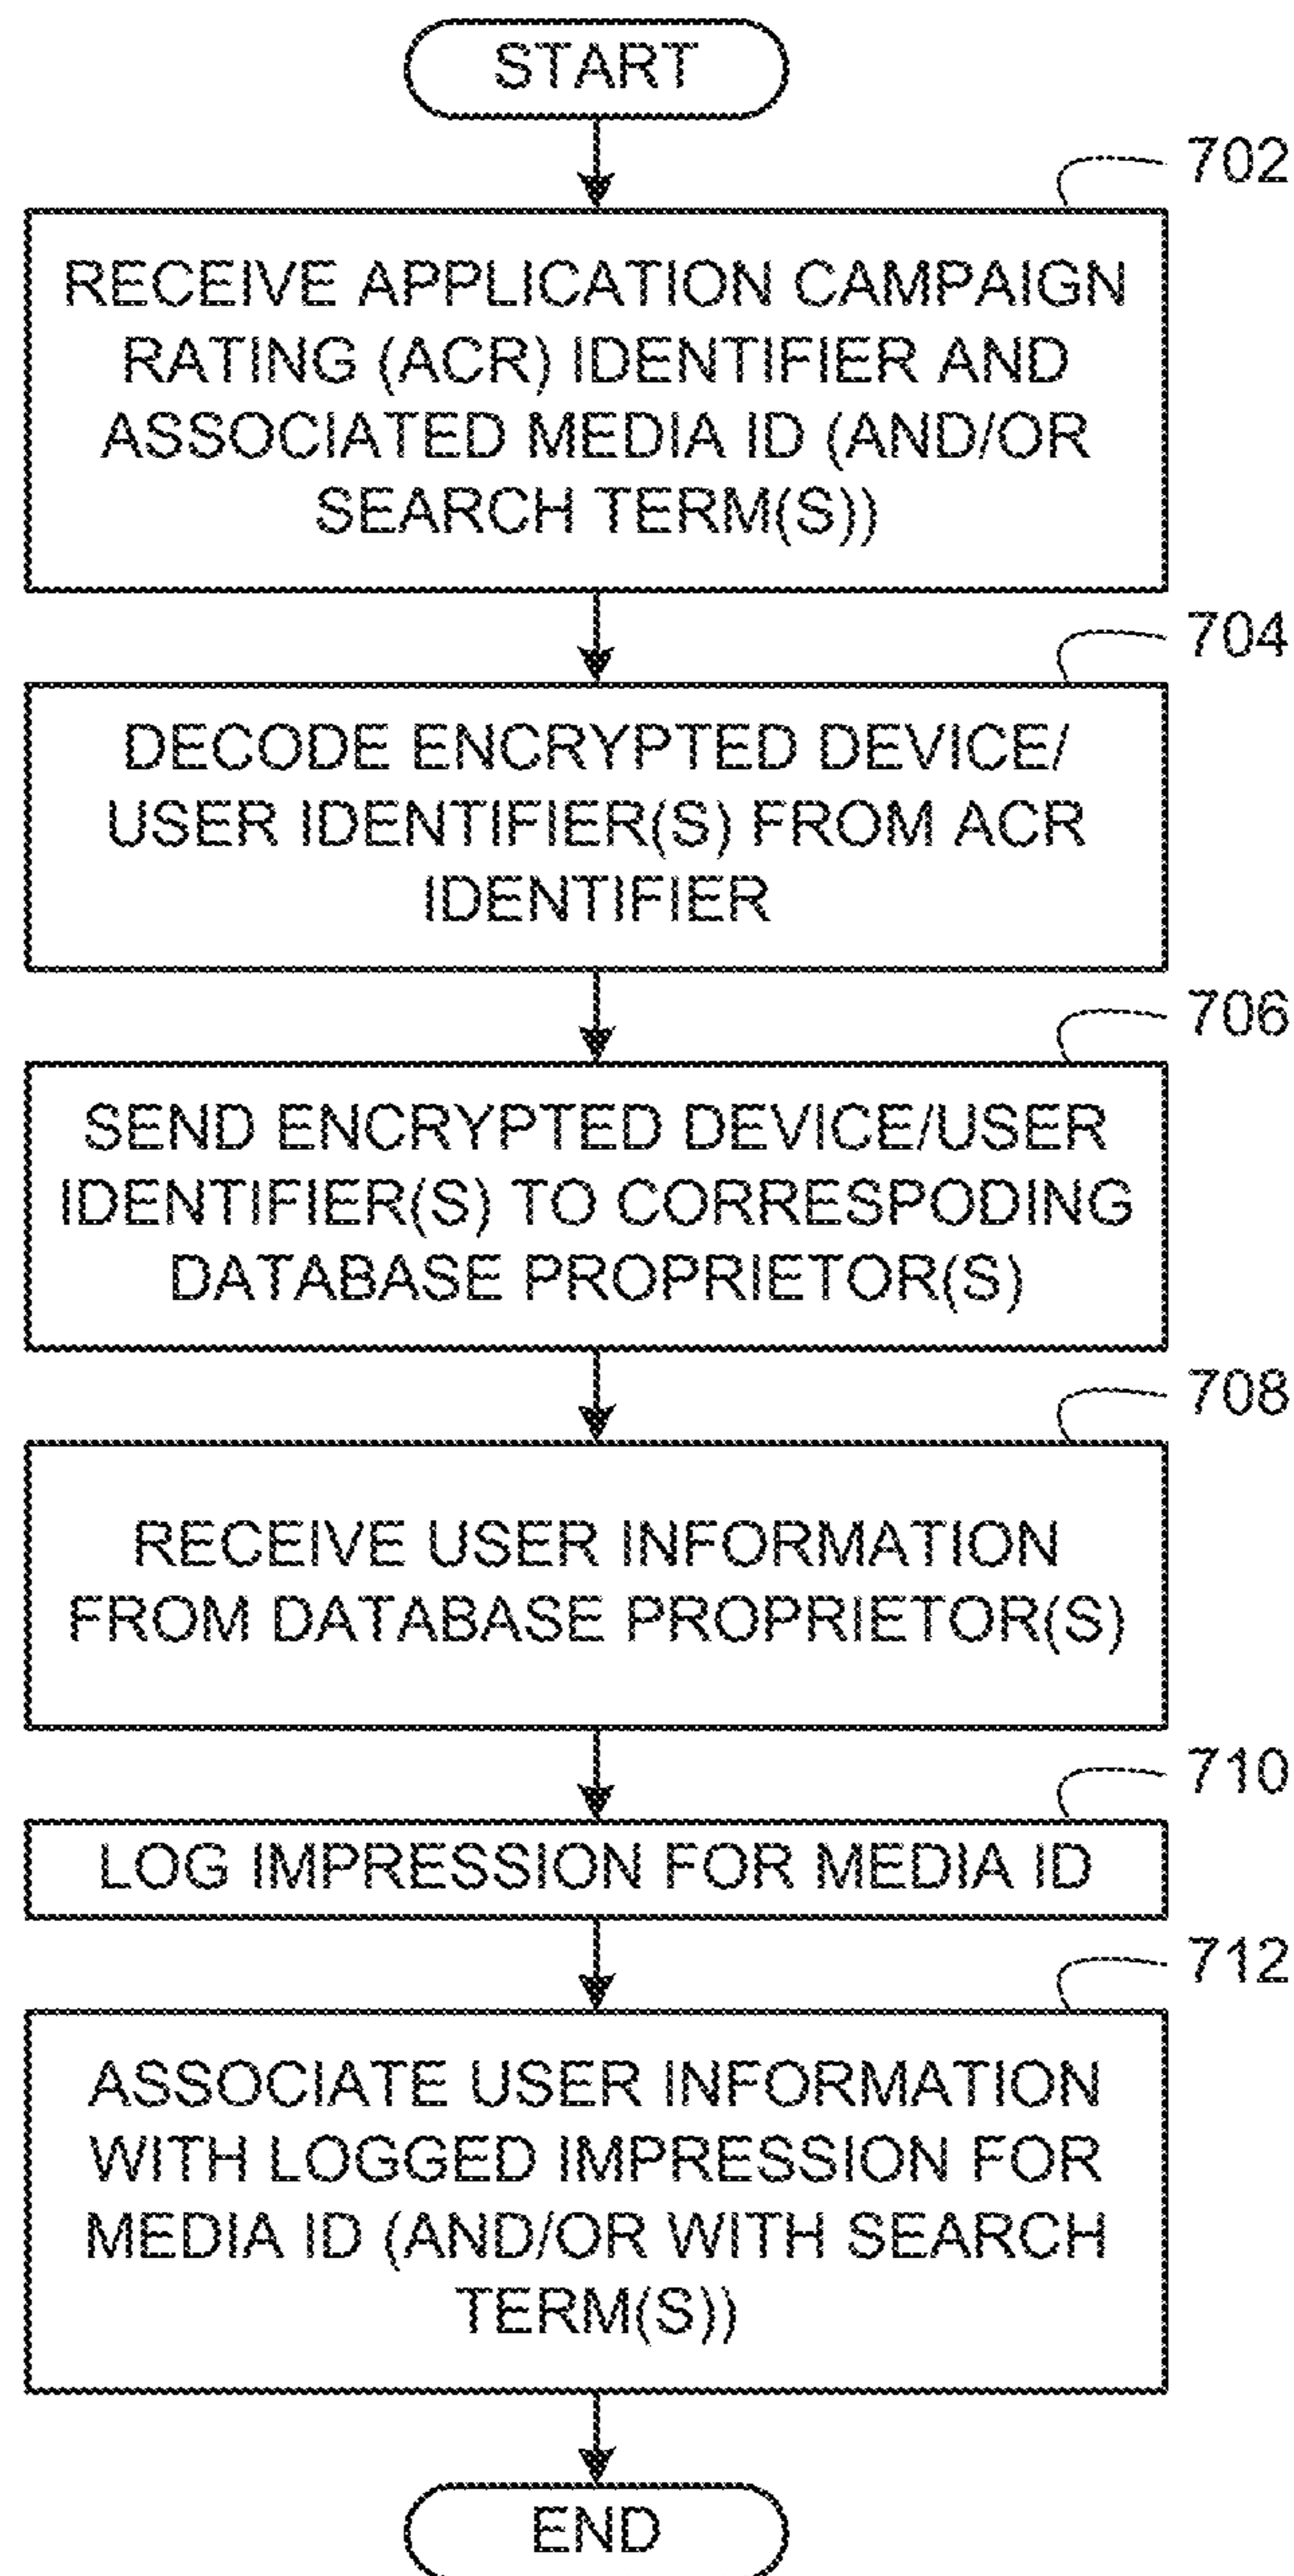 START
702
RECEIVE APPLICATION CAMPAIGN
RATING (ACR) IDENTIFIER AND
ASSOCIATED MEDIA ID (AND/OR
SEARCH TERM(S))
704
DECODE ENCRYPTED DEVICE/
USER IDENTIFIER(S) FROM ACR
IDENTIFIER
706
SEND ENCRYPTED DEVICE/USER
IDENTIFIER(S) TO CORRESPODING
DATABASE PROPRIETOR(S)
708
RECEIVE USER INFORMATION
FROM DATABASE PROPRIETOR(S)
710
LOG IMPRESSION FOR MEDIA ID
712
ASSOCIATE USER INFORMATION
WITH LOGGED IMPRESSION FOR
MEDIA ID (AND/OR WITH SEARCH
TERM(S))
END